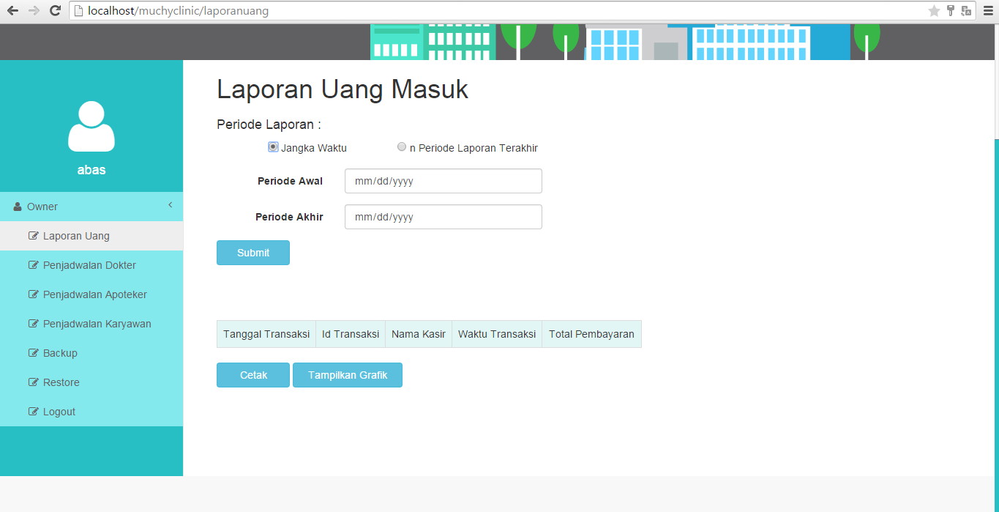 localhost/muchyclinic/laporanuang
abas
Owner
Laporan Uang
Penjadwalan Dokter
Penjadwalan Apoteker
Penjadwalan Karyawan
Backup
Restore
Logout
Laporan Uang Masuk
Periode Laporan :
Jangka Waktu n Periode Laporan Terakhir
Periode Awal mm/dd/yyyy
Periode Akhir mm/dd/yyyy
Submit
Tanggal Transaksi Id Transaksi Nama Kasir Waktu Transaksi Total Pembayaran
Cetak Tampilkan Grafik